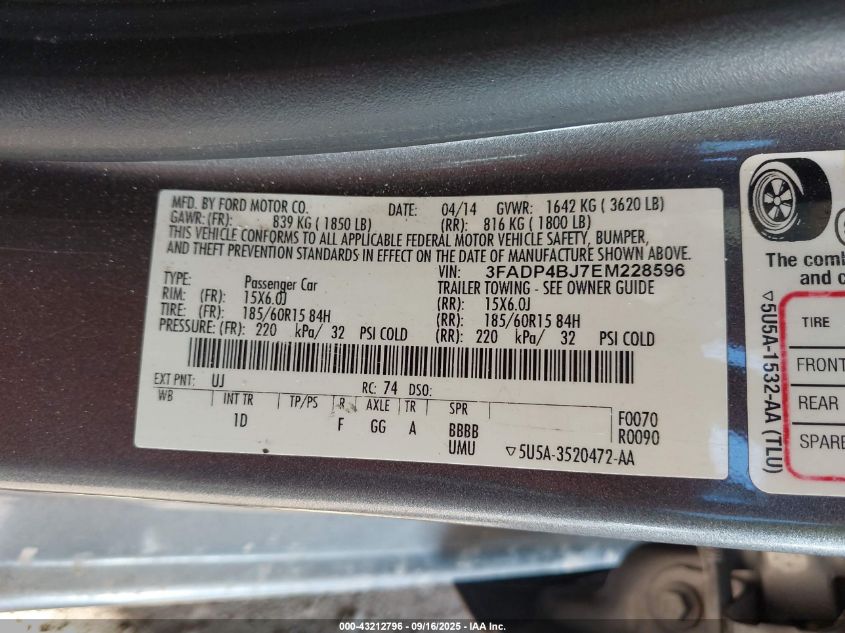 MFD. BY FORD MOTOR CO. DATE: 04/14 GVWR: 1642 KG ( 3620 LB)
GAWR: (FR): 839 KG ( 1850 LB) (RR): 816 KG ( 1800 LB)
THIS VEHICLE CONFORMS TO ALL APPLICABLE FEDERAL MOTOR VEHICLE SAFETY, BUMPER,
AND THEFT PREVENTION STANDARDS IN EFFECT ON THE DATE OF MANUFACTURE SHOWN ABOVE.
VIN: 3FADP4BJ7EM228596
TYPE: Passenger Car TRAILER TOWING - SEE OWNER GUIDE
RIM: (FR): 15X6.0J (RR): 15X6.0J
TIRE: (FR): 185/60R15 84H (RR): 185/60R15 84H
PRESSURE: (FR): 220 kPa/ 32 PSI COLD (RR): 220 kPa/ 32 PSI COLD
EXT PNT: UJ RC: 74 DSO:
WB INT TR TP/PS R AXLE TR SPR
1D F GG A BBBB F0070
UMU R0090
▽5U5A-3520472-AA
The comb
and c
▽5U5A-1532-AA (TLU)
TIRE
FRONT
REAR
SPARE
000-43212796 - 09/16/2025 - IAAI.COM